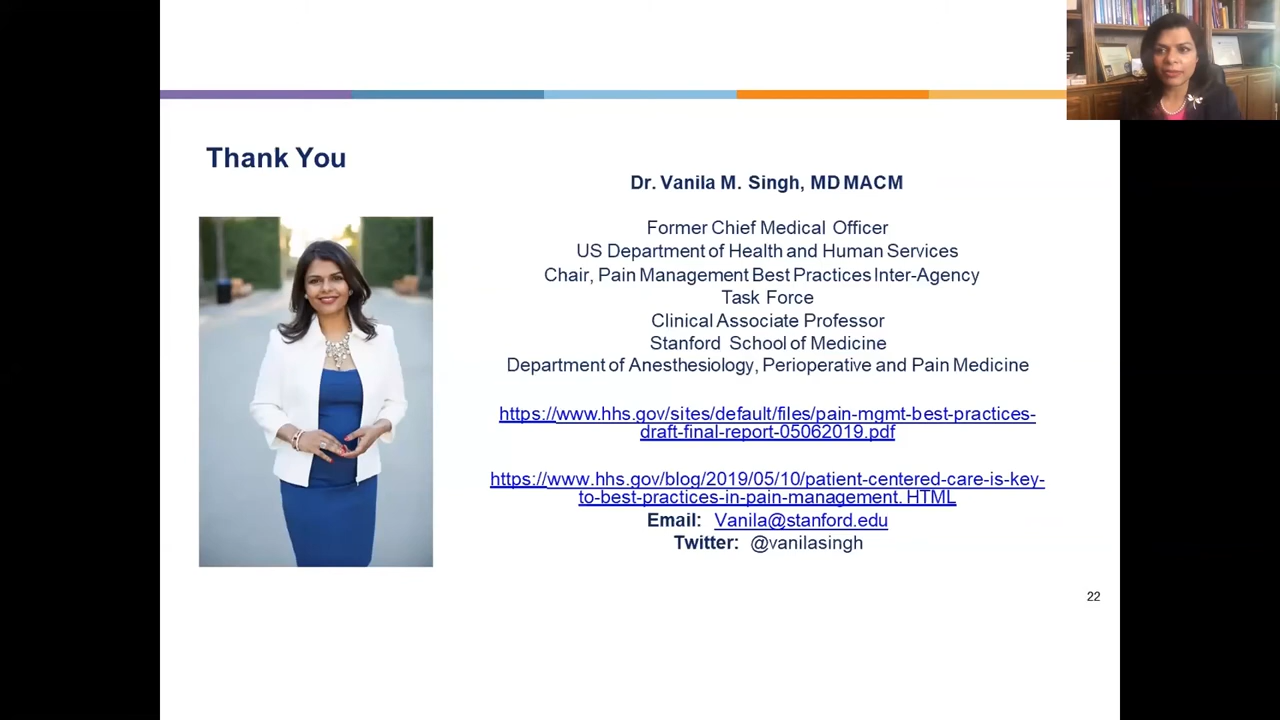 Thank You
Dr. Vanila M. Singh, MD MACM
Former Chief Medical Officer
US Department of Health and Human Services
Chair, Pain Management Best Practices Inter-Agency
Task Force
Clinical Associate Professor
Stanford School of Medicine
Department of Anesthesiology, Perioperative and Pain Medicine
https://www.hhs.gov/sites/default/files/pain-mgmt-best-practices-
draft-final-report-05062019.pdf
https://www.hhs.gov/blog/2019/05/10/patient-centered-care-is-key-
to-best-practices-in-pain-management. HTML
Email: Vanila@stanford.edu
Twitter: @vanilasingh
22